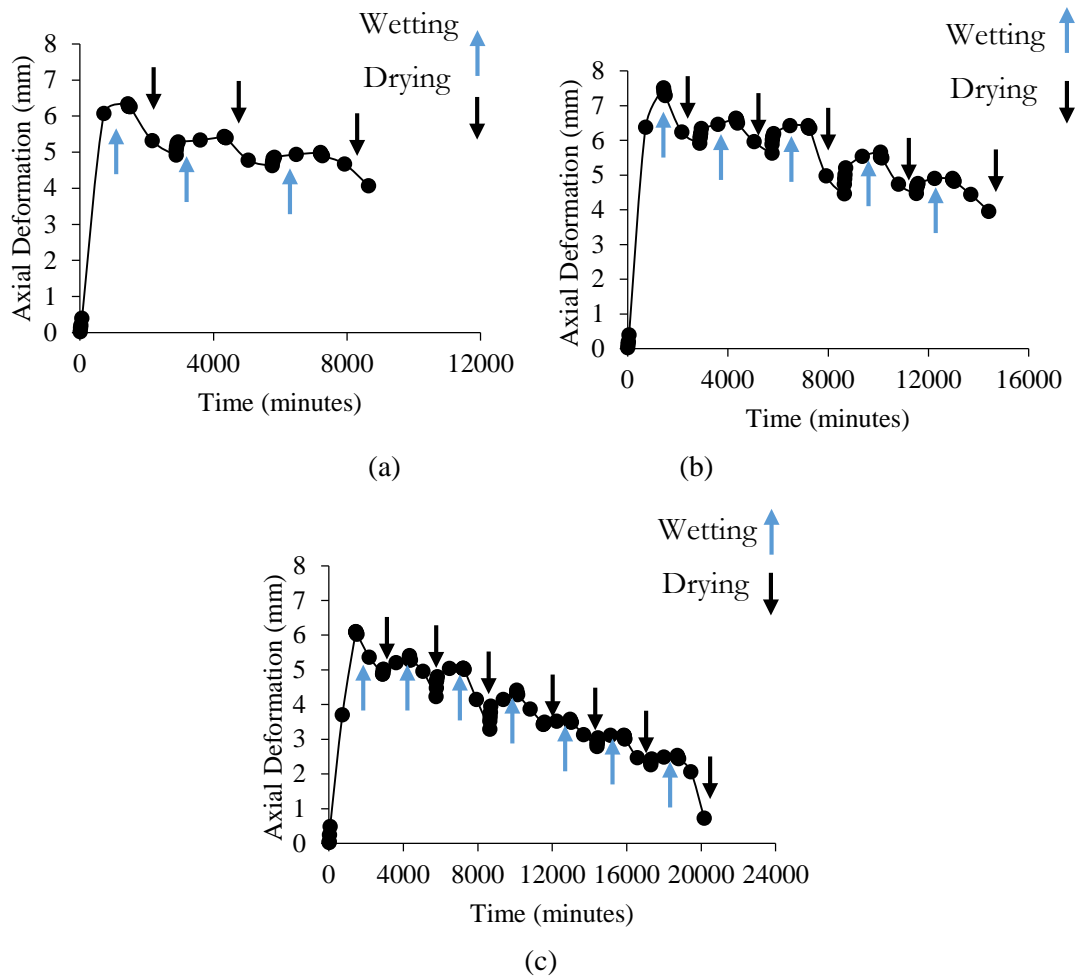 Wetting
Drying
Axial Deformation (mm)
8
7
6
5
4
3
2
1
0
0 4000 8000 12000
Time (minutes)
(a)
Wetting
Drying
Axial Deformation (mm)
8
7
6
5
4
3
2
1
0
0 4000 8000 12000 16000
Time (minutes)
(b)
Wetting
Drying
Axial Deformation (mm)
8
7
6
5
4
3
2
1
0
0 4000 8000 12000 16000 20000 24000
Time (minutes)
(c)